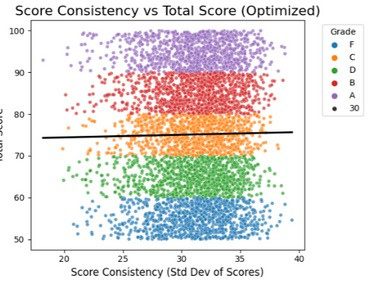 Score Consistency vs Total Score (Optimized)
100
90
80
70
60
50
20
25
30
35
40
Score Consistency (Std Dev of Scores)
Grade
F
C
D
B
A
30